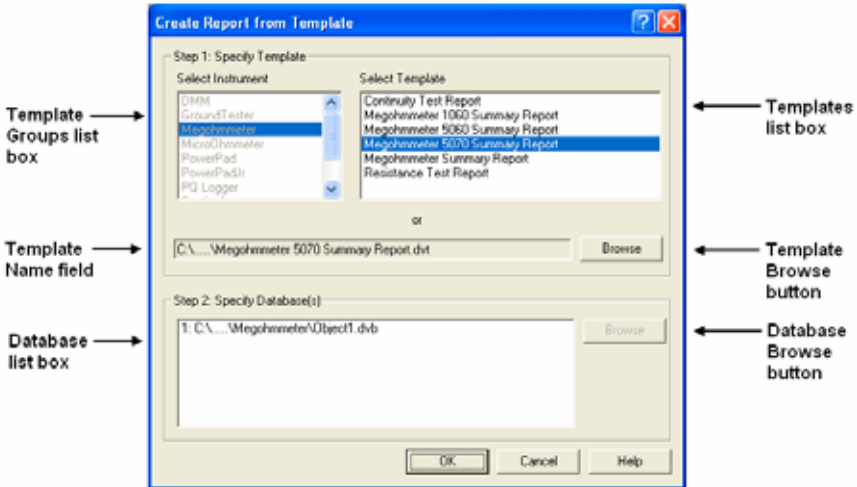 Create Report from Template
Step 1: Specify Template
Select Instrument
Select Template
DMM
GroundTester
Megohmmeter
MicroOhmmeter
PowerPad
PowerPadJr
PQ Logger
Continuity Test Report
Megohmmeter 1060 Summary Report
Megohmmeter 5060 Summary Report
Megohmmeter 5070 Summary Report
Megohmmeter Summary Report
Resistance Test Report
or
C:\....\Megohmmeter 5070 Summary Report.dvt
Browse
Step 2: Specify Database(s)
1: C:\....\Megohmmeter\Object1.dvb
Browse
OK
Cancel
Help
Template
Groups list
box
Template
Name field
Database
list box
Templates
list box
Template
Browse
button
Database
Browse
button